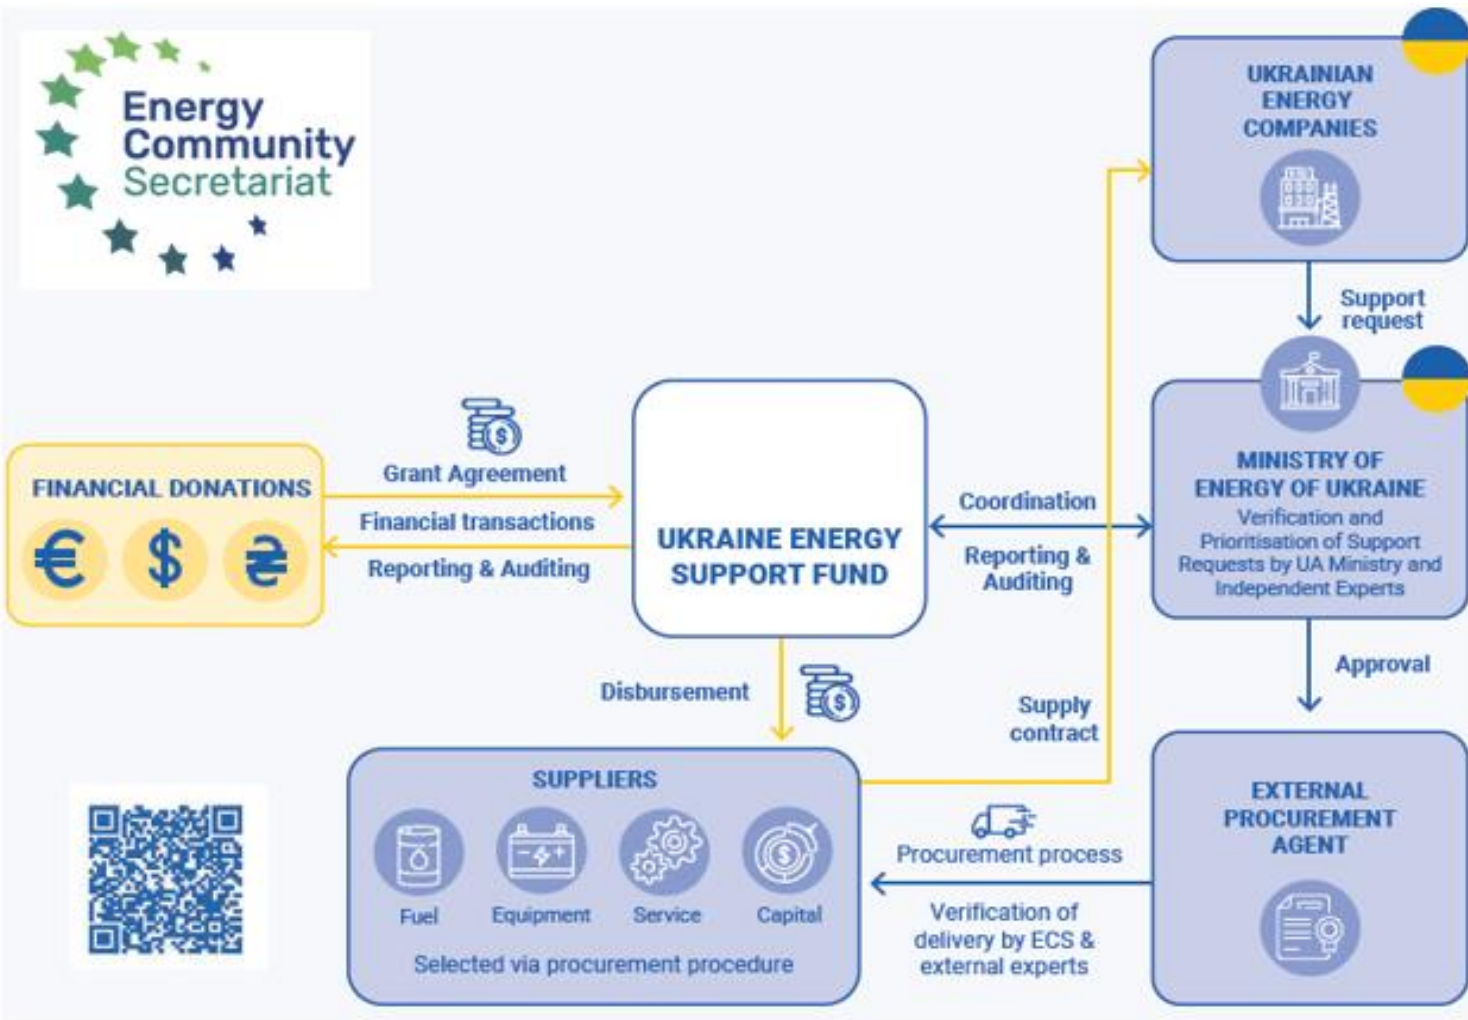 Energy
Community
Secretariat
UKRAINIAN
ENERGY
COMPANIES
Support
request
FINANCIAL DONATIONS
€ $ ₴
Grant Agreement
Financial transactions
Reporting & Auditing
UKRAINE ENERGY
SUPPORT FUND
Coordination
Reporting &
Auditing
MINISTRY OF
ENERGY OF UKRAINE
Verification and
Prioritisation of Support
Requests by UA Ministry and
Independent Experts
Disbursement
Supply
contract
Approval
SUPPLIERS
Fuel
Equipment
Service
Capital
Selected via procurement procedure
Procurement process
Verification of
delivery by ECS &
external experts
EXTERNAL
PROCUREMENT
AGENT